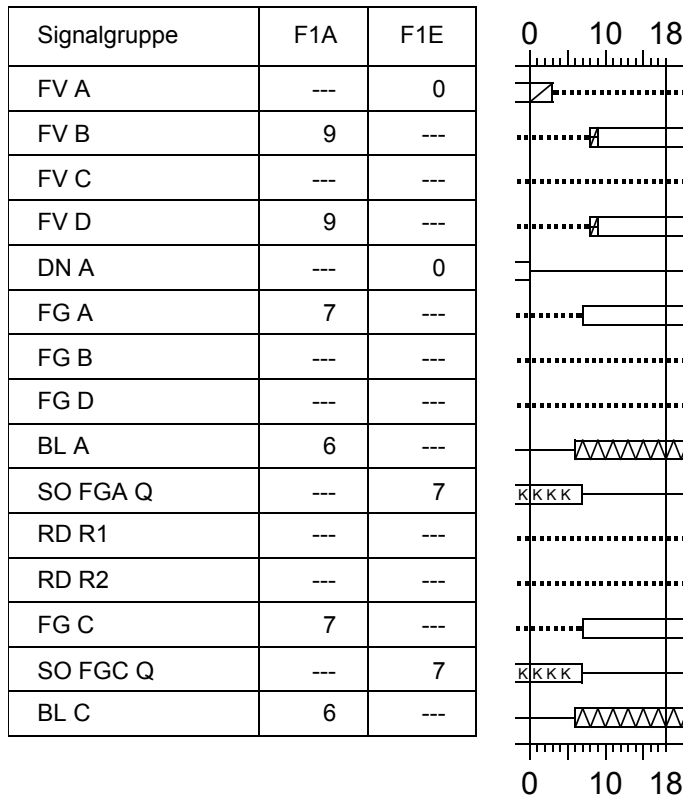 Signalgruppe F1A F1E 0 10 18
FV A --- 0
FV B 9 ---
FV C --- ---
FV D 9 ---
DN A --- 0
FG A 7 ---
FG B --- ---
FG D --- ---
BL A 6 ---
SO FGA Q --- 7 K K K K
RD R1 --- ---
RD R2 --- ---
FG C 7 ---
SO FGC Q --- 7 K K K K
BL C 6 ---
0 10 18